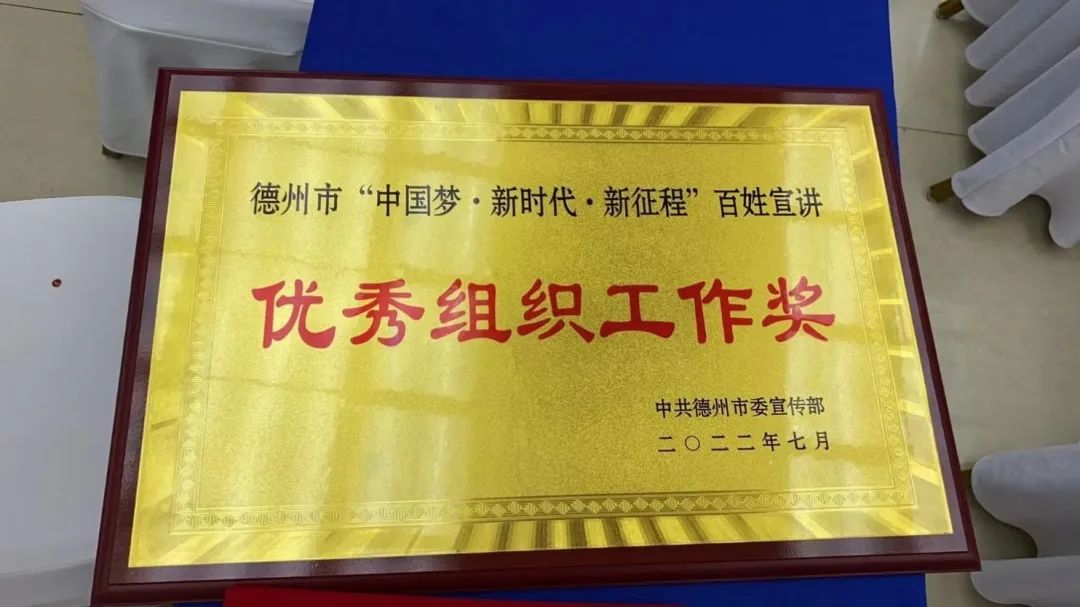 德州市“中国梦·新时代·新征程”百姓宣讲
优秀组织工作奖
中共德州市委宣传部
二〇二二年七月